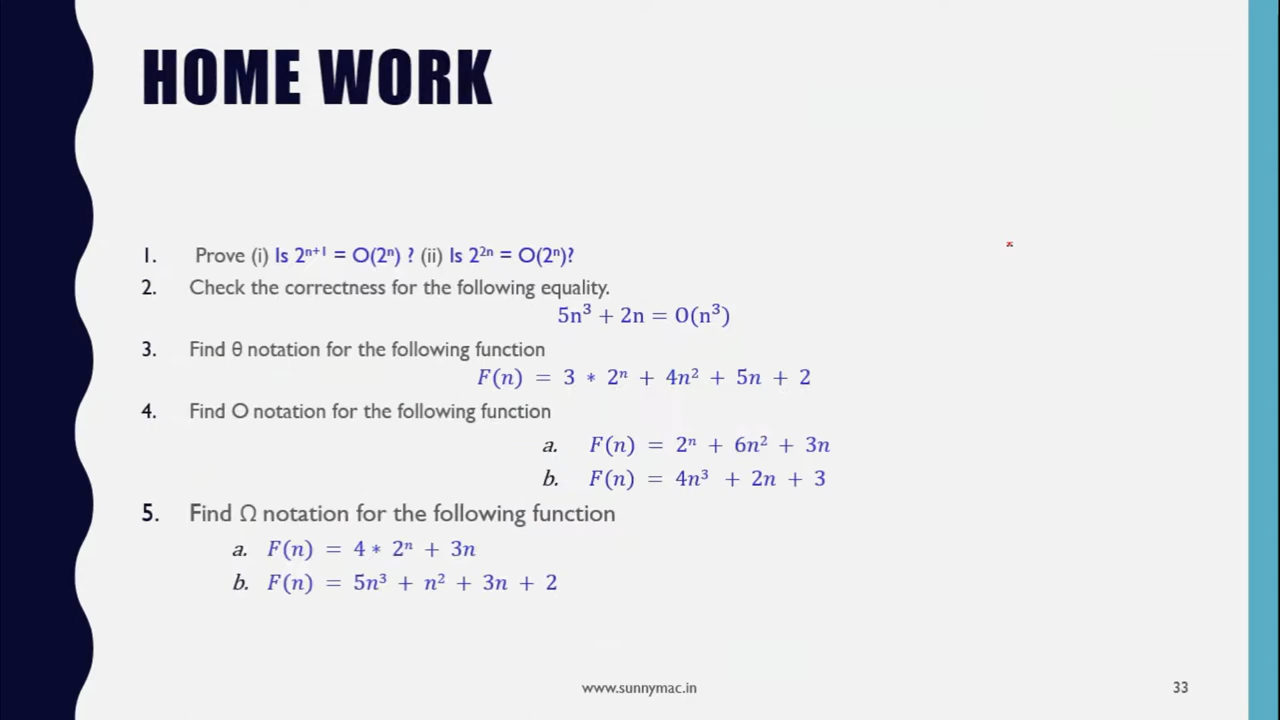 HOME WORK
1. Prove (i) Is 2ⁿ⁺¹ = O(2ⁿ) ? (ii) Is 2²ⁿ = O(2ⁿ)?
2. Check the correctness for the following equality.
5n³ + 2n = O(n³)
3. Find θ notation for the following function
F(n) = 3 * 2ⁿ + 4n² + 5n + 2
4. Find O notation for the following function
a. F(n) = 2ⁿ + 6n² + 3n
b. F(n) = 4n³ + 2n + 3
5. Find Ω notation for the following function
a. F(n) = 4 * 2ⁿ + 3n
b. F(n) = 5n³ + n² + 3n + 2
www.sunnymac.in 33